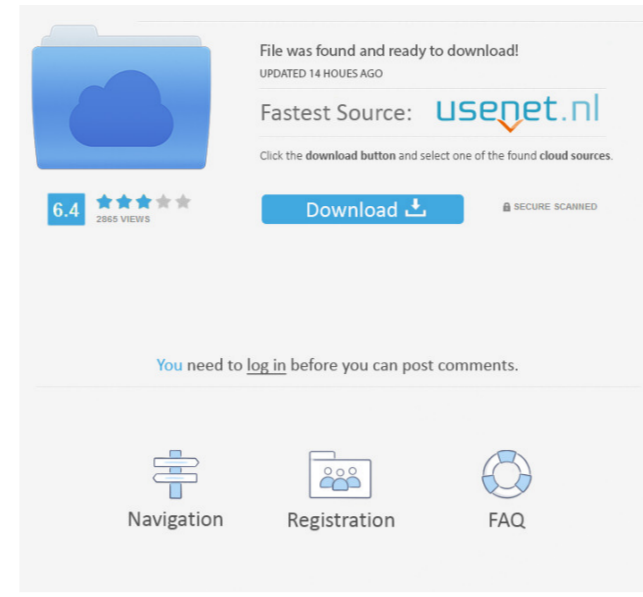 File was found and ready to download!
UPDATED 14 HOUES AGO
Fastest Source: usenet.nl
Click the download button and select one of the found cloud sources.
6.4
2865 VIEWS
Download
SECURE SCANNED
You need to log in before you can post comments.
Navigation
Registration
FAQ